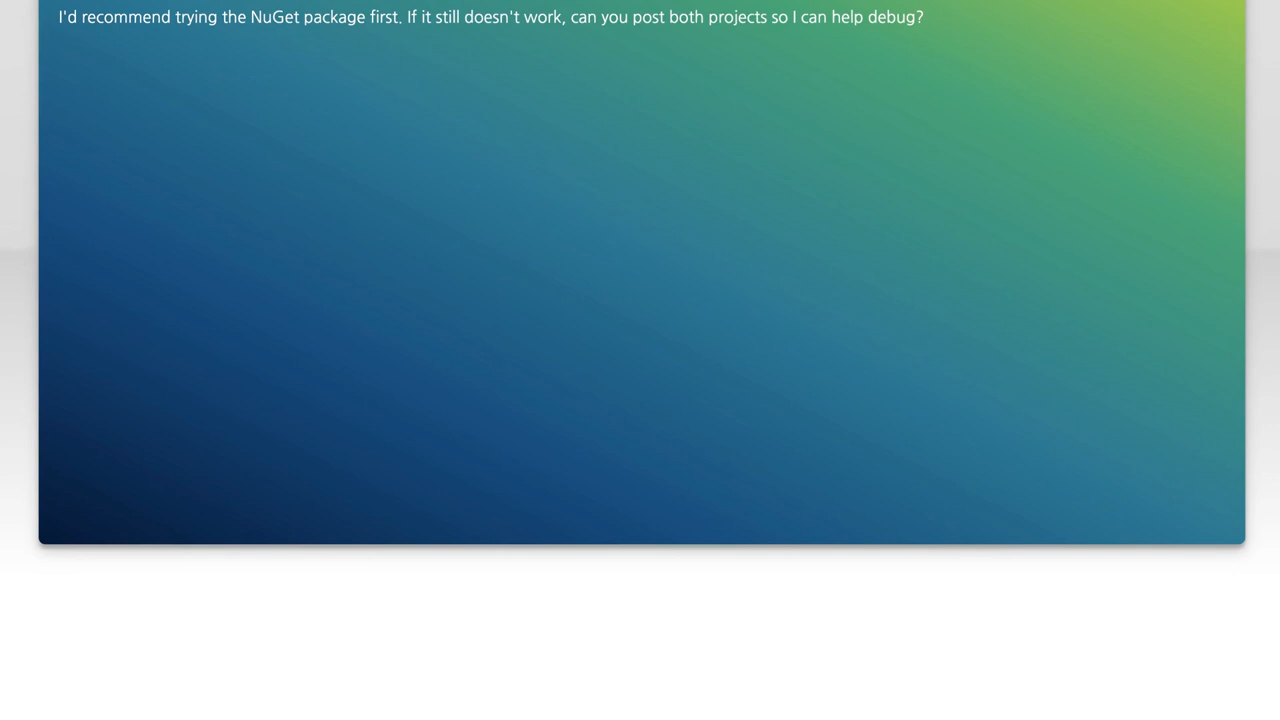 I'd recommend trying the NuGet package first. If it still doesn't work, can you post both projects so I can help debug?